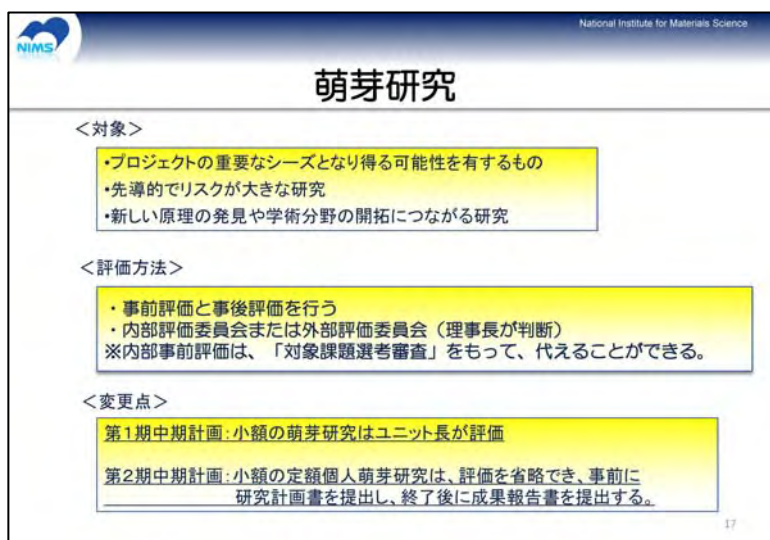 NIMS
National Institute for Materials Science
萌芽研究
＜対象＞
•プロジェクトの重要なシーズとなり得る可能性を有するもの
•先導的でリスクが大きな研究
•新しい原理の発見や学術分野の開拓につながる研究
＜評価方法＞
・事前評価と事後評価を行う
・内部評価委員会または外部評価委員会（理事長が判断）
※内部事前評価は、「対象課題選考審査」をもって、代えることができる。
＜変更点＞
第１期中期計画：小額の萌芽研究はユニット長が評価
第２期中期計画：小額の定額個人萌芽研究は、評価を省略でき、事前に
研究計画書を提出し、終了後に成果報告書を提出する。
17